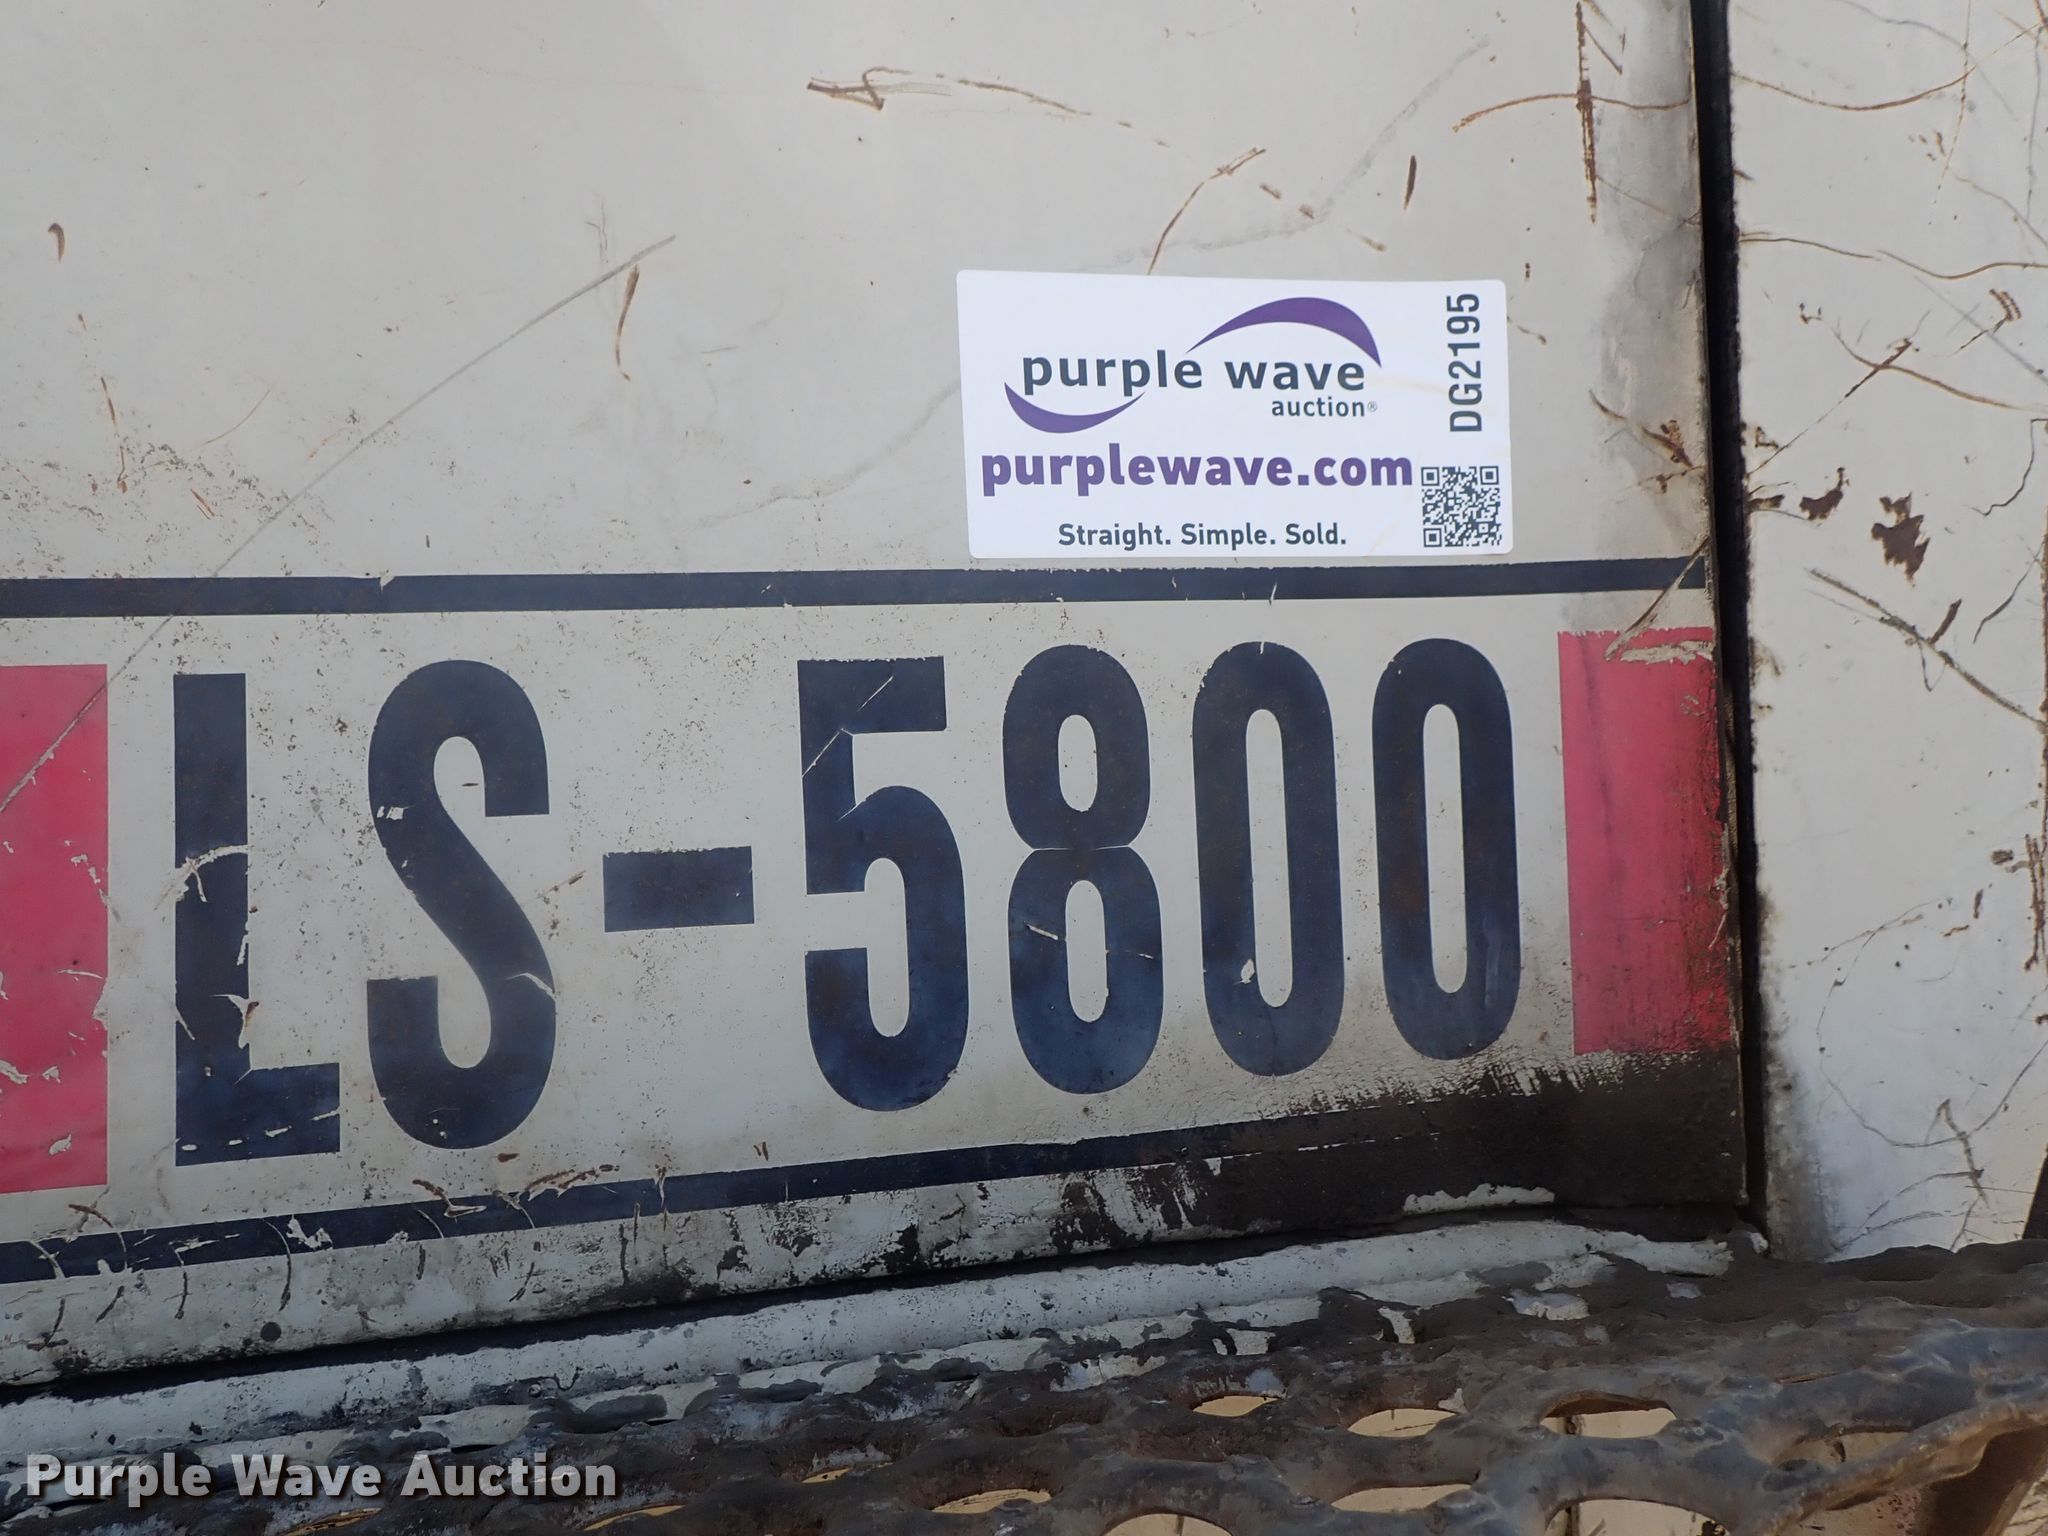 purple wave
auction®
purplewave.com
Straight. Simple. Sold.
DG2195
LS-5800
Purple Wave Auction